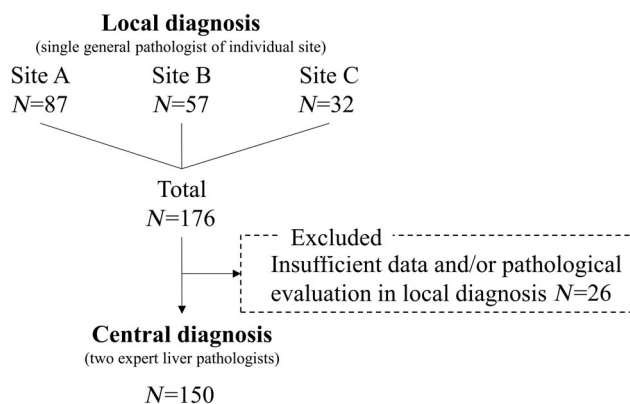 Local diagnosis
(single general pathologist of individual site)
Site A Site B Site C
N=87 N=57 N=32
Total
N=176
Excluded
Insufficient data and/or pathological
evaluation in local diagnosis N=26
Central diagnosis
(two expert liver pathologists)
N=150